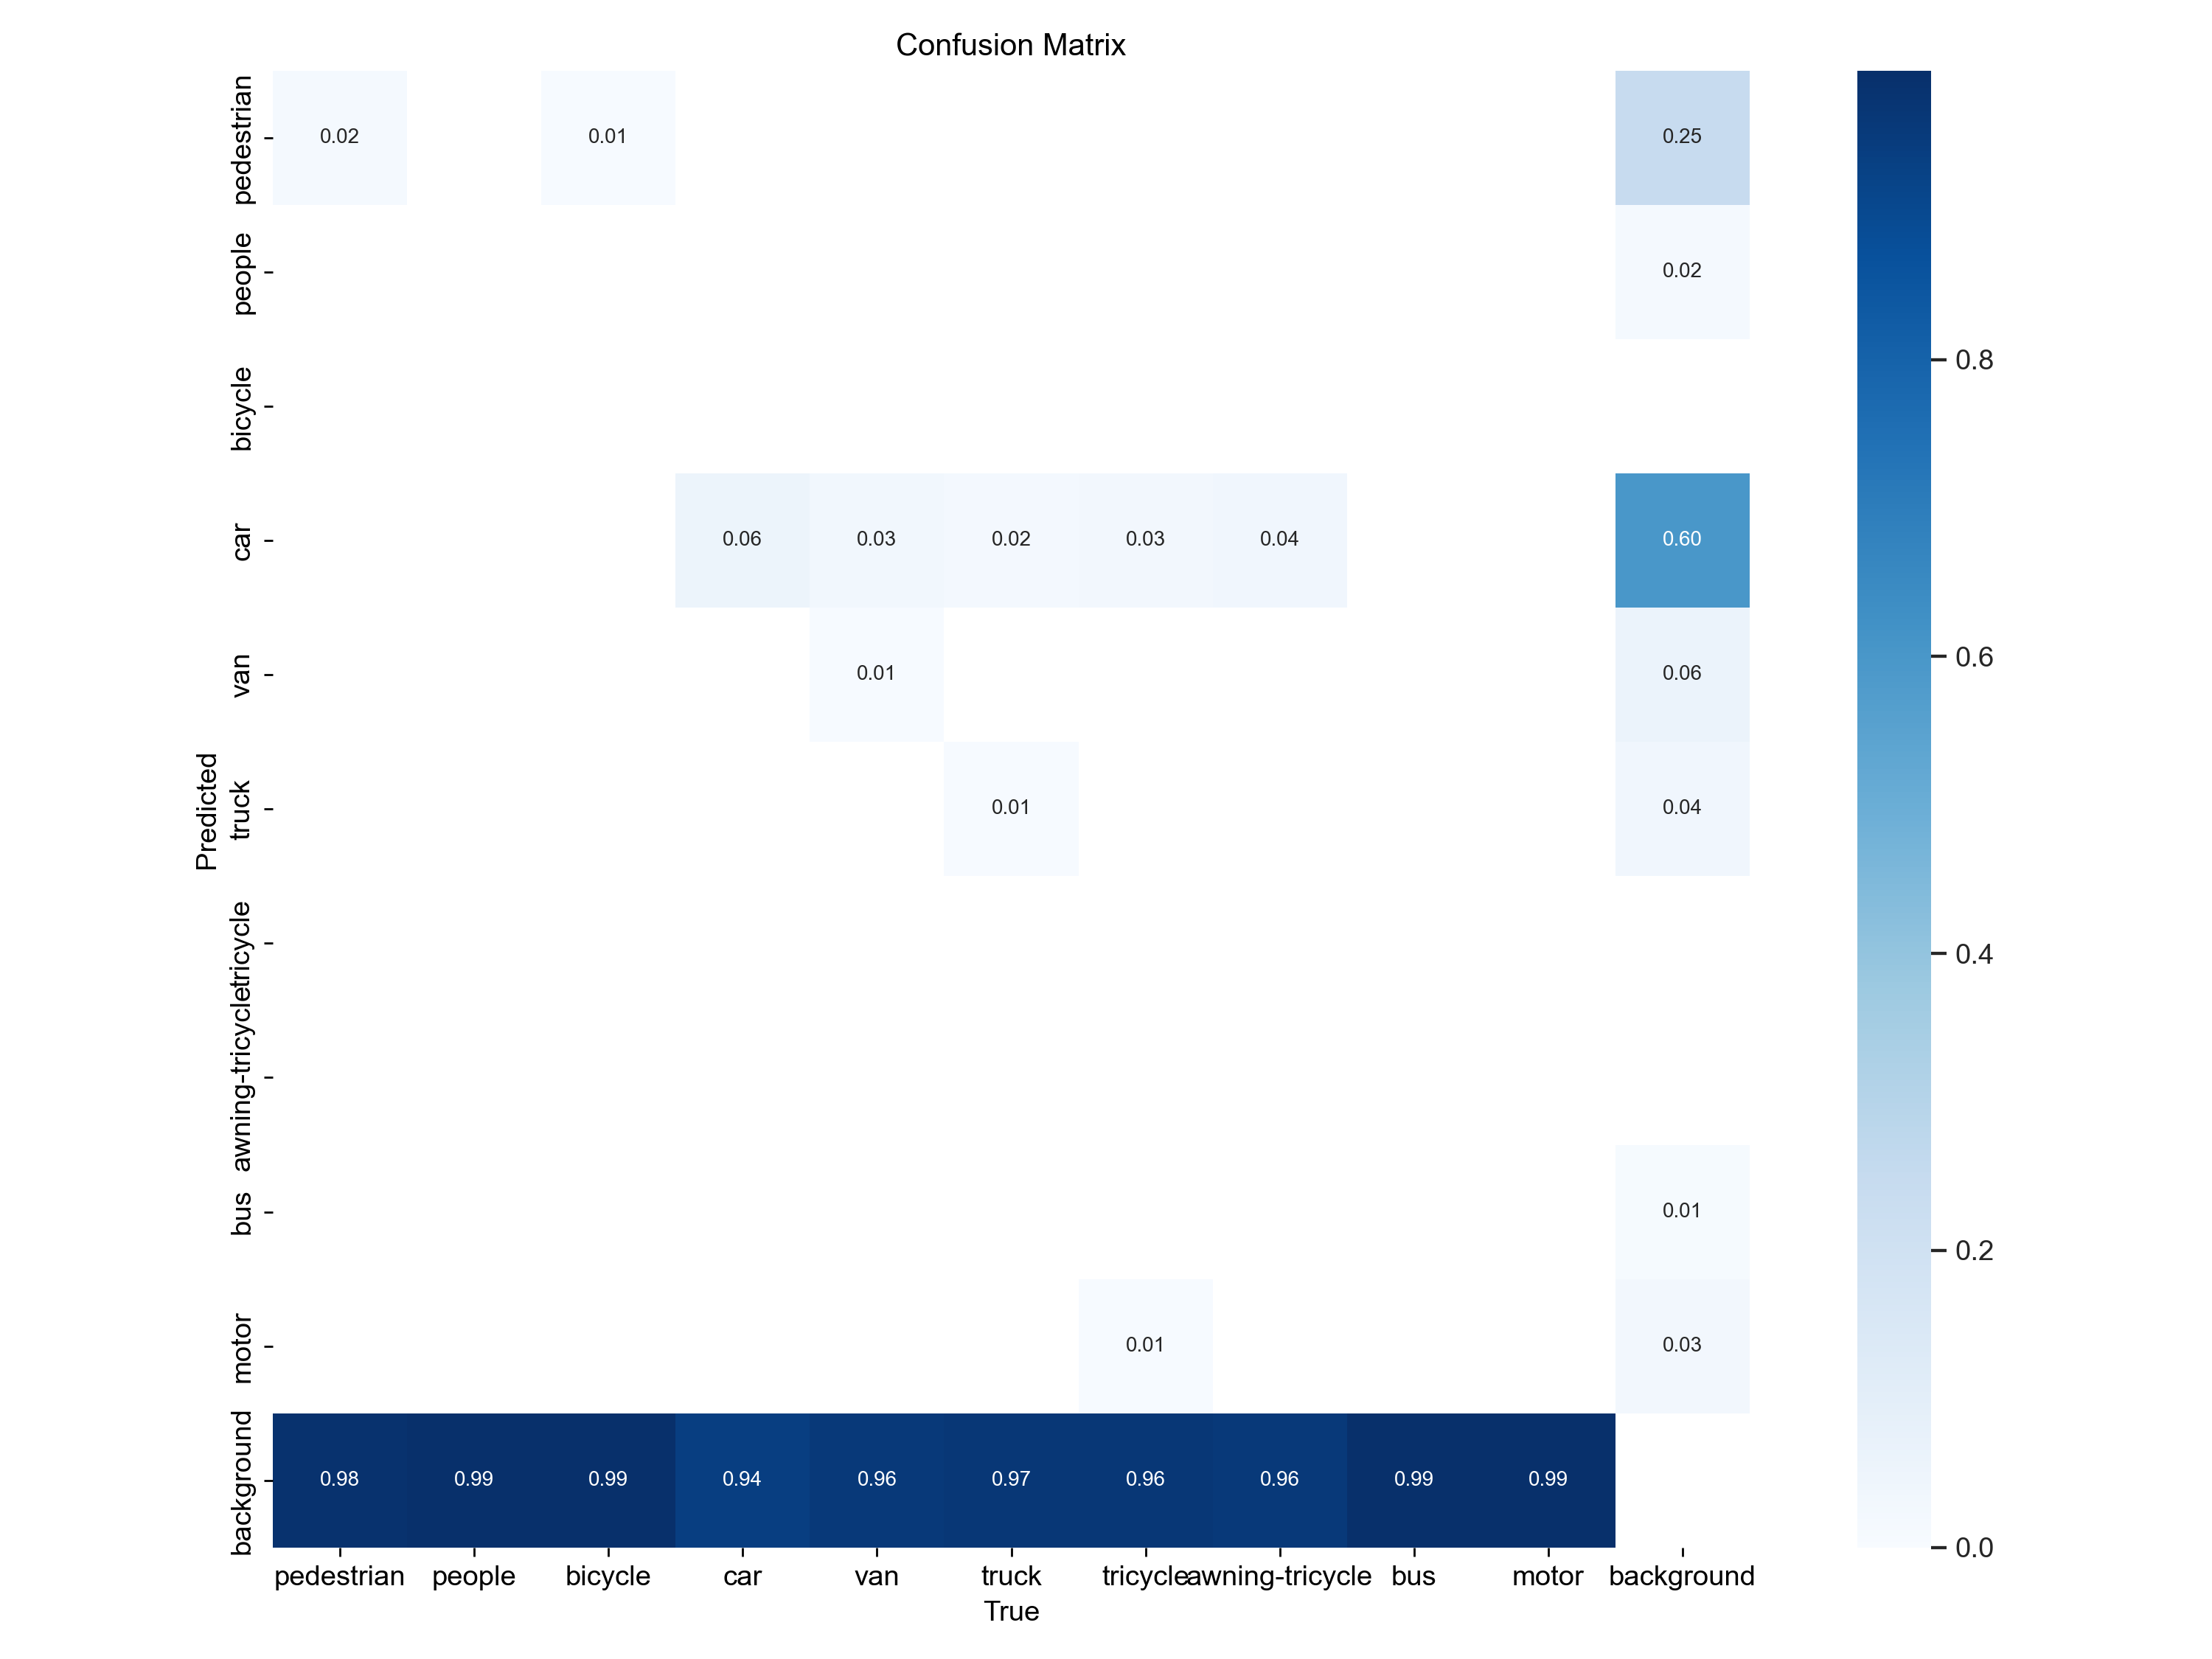 Confusion Matrix
pedestrian 0.02 0.01 0.25
people 0.02
bicycle
car 0.06 0.03 0.02 0.03 0.04 0.60
van 0.01 0.06
truck 0.01 0.04
tricycle
awning-tricycle
bus 0.01
motor 0.01 0.03
background 0.98 0.99 0.99 0.94 0.96 0.97 0.96 0.96 0.99 0.99
Predicted
pedestrian people bicycle car van truck tricycle awning-tricycle bus motor background
True
0.8
0.6
0.4
0.2
0.0